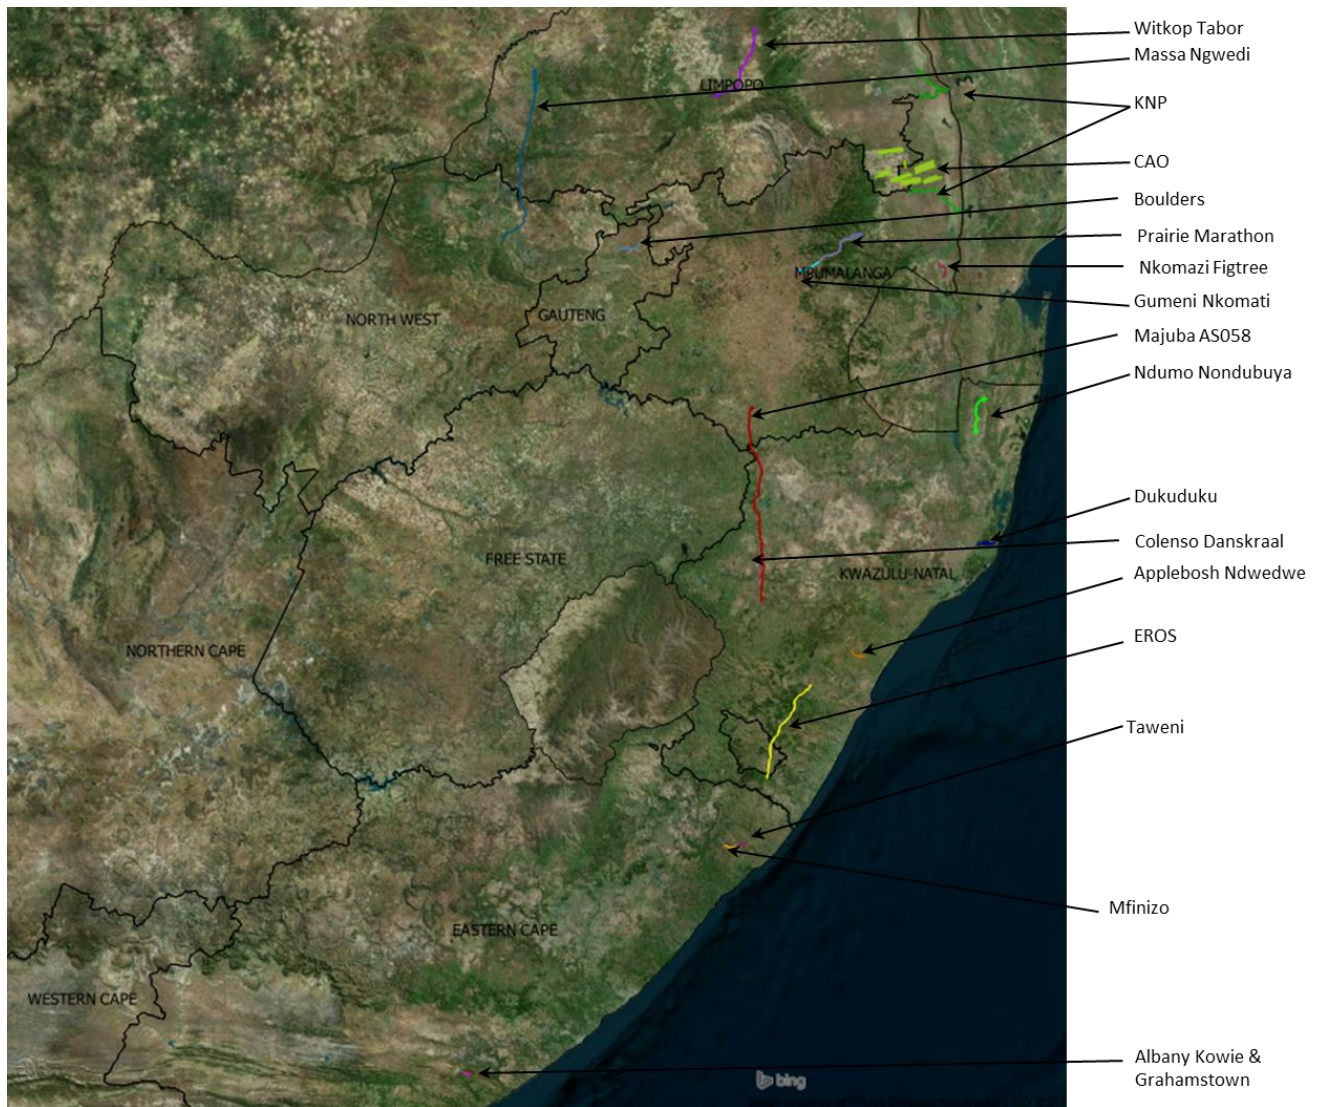 Witkop Tabor
Massa Ngwedi
LIMPOPO
KNP
CAO
Boulders
Prairie Marathon
MPUMALANGA
Nkomazi Figtree
Gumeni Nkomati
NORTH WEST
GAUTENG
Majuba AS058
Ndumo Nondubuya
Dukuduku
Colenso Danskraal
FREE STATE
KWAZULU-NATAL
Applebosh Ndwedwe
EROS
NORTHERN CAPE
Taweni
Mfinizo
EASTERN CAPE
WESTERN CAPE
Albany Kowie &
Grahamstown
bing